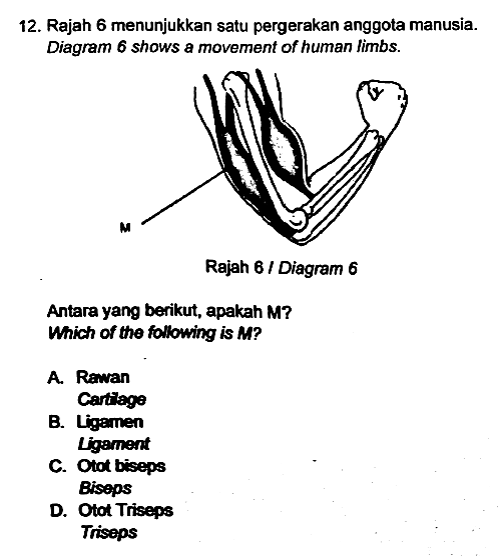 12. Rajah 6 menunjukkan satu pergerakan anggota manusia.
Diagram 6 shows a movement of human limbs.
M
Rajah 6 / Diagram 6
Antara yang berikut, apakah M?
Which of the following is M?
A. Rawan
Cartilage
B. Ligamen
Ligament
C. Otot biseps
Biseps
D. Otot Triseps
Triseps